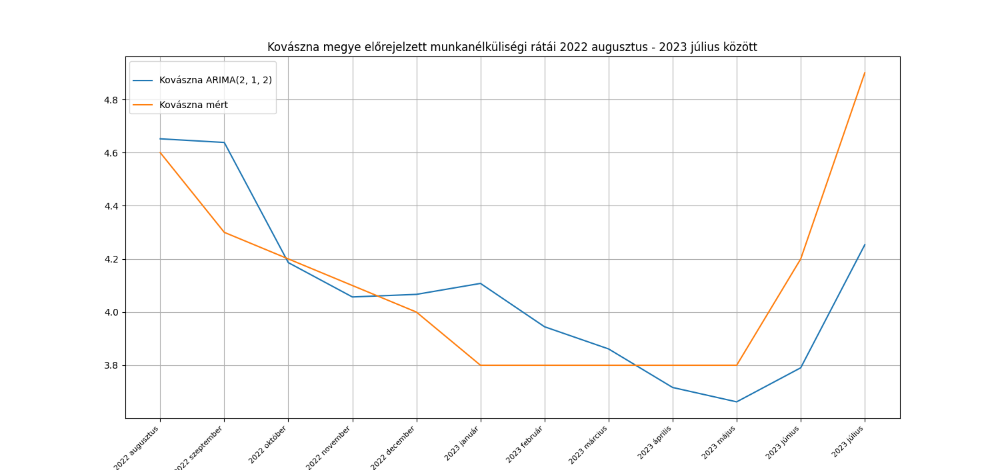 Kovászna megye előrejelzett munkanélküliségi rátái 2022 augusztus - 2023 július között
Kovászna ARIMA(2, 1, 2)
Kovászna mért
4.8
4.6
4.4
4.2
4.0
3.8
2022 augusztus
2022 szeptember
2022 október
2022 november
2022 december
2023 január
2023 február
2023 március
2023 április
2023 május
2023 június
2023 július